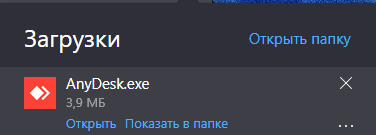 Загрузки
Открыть папку
AnyDesk.exe
3,9 МБ
Открыть Показать в папке